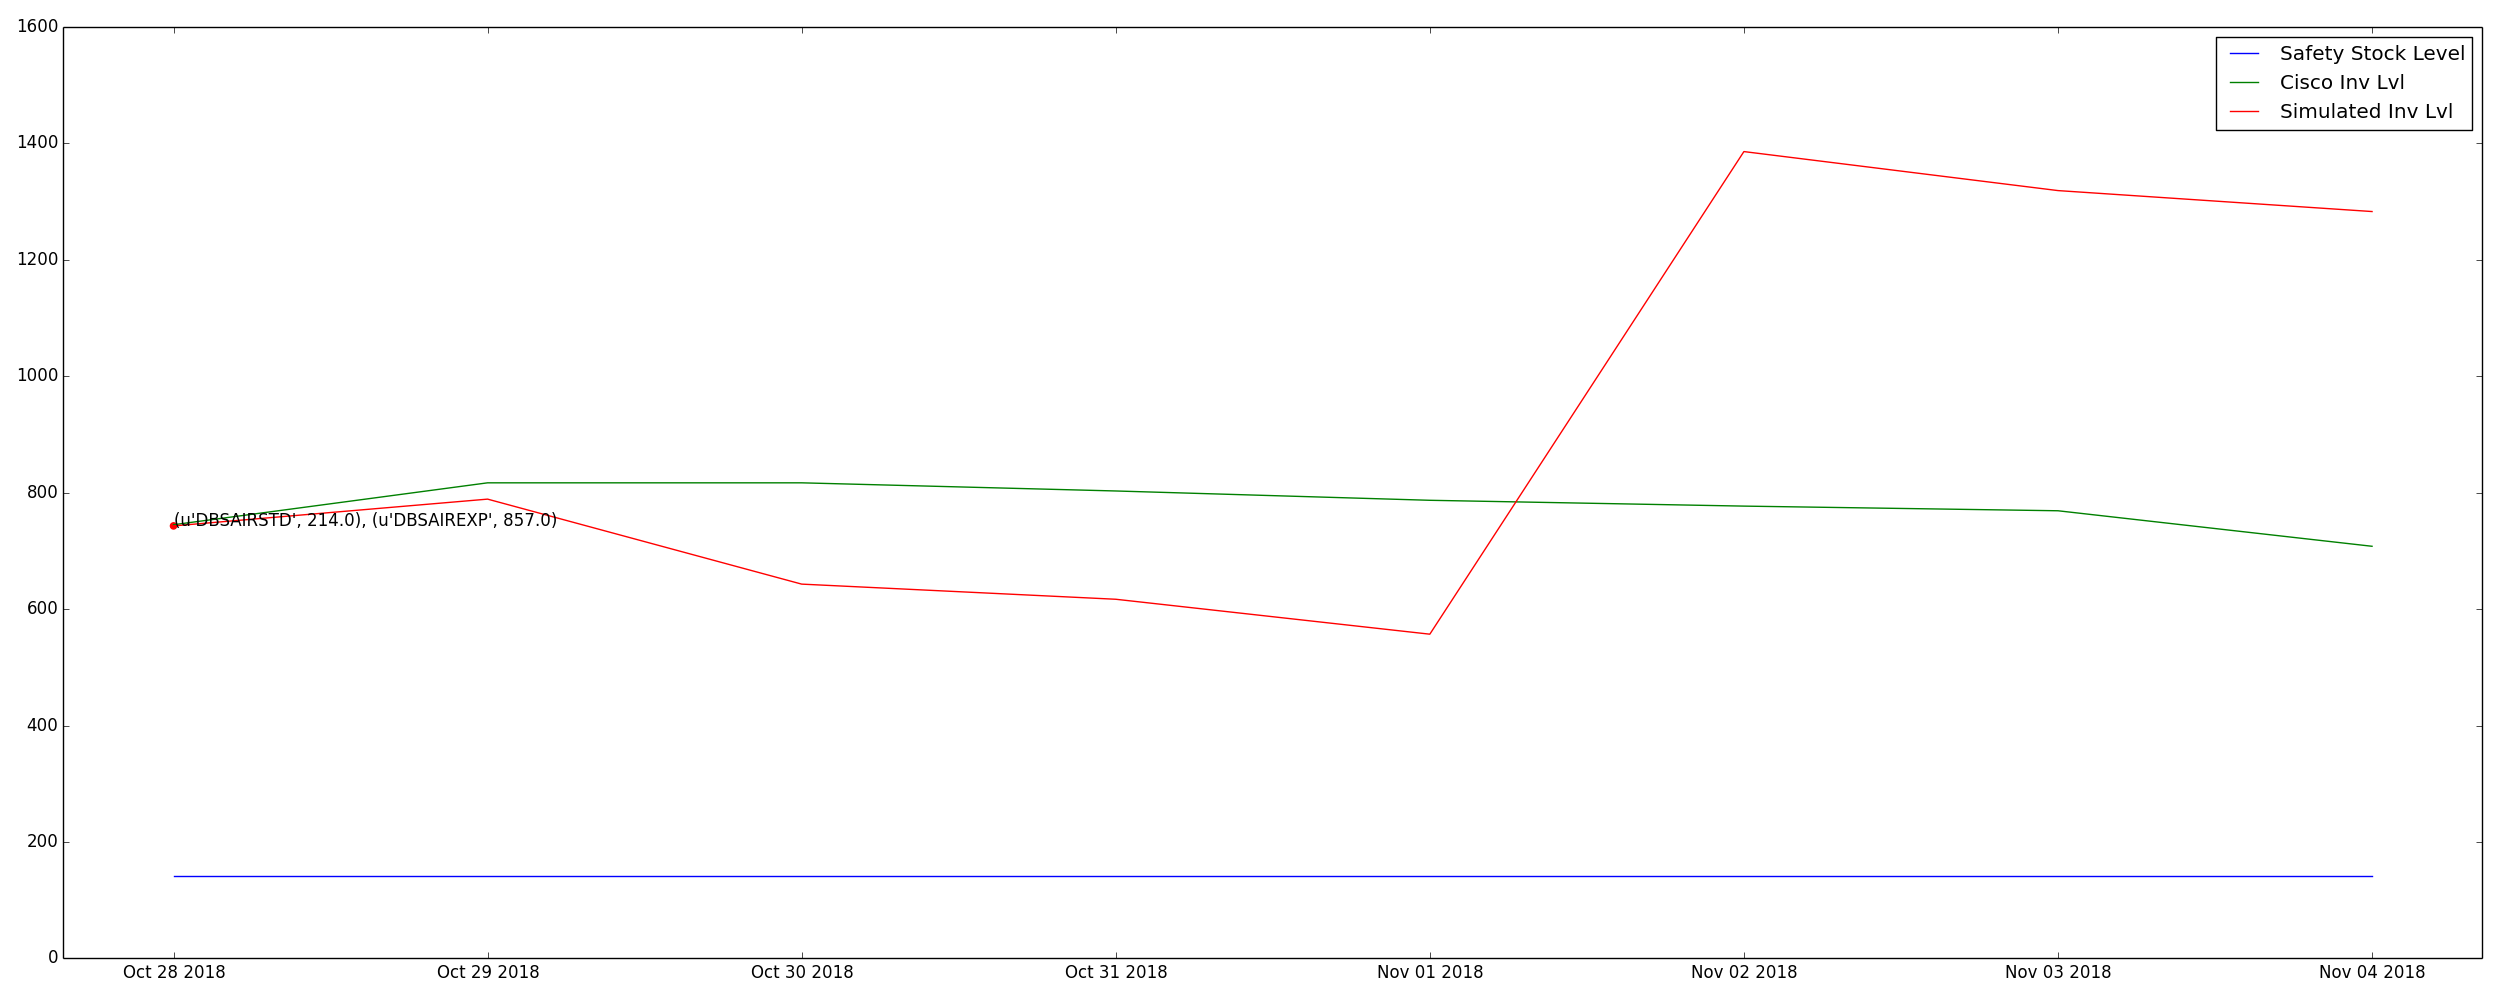 1600
1400
1200
1000
800
600
400
200
0
Safety Stock Level
Cisco Inv Lvl
Simulated Inv Lvl
(u'DBSAIRSTD', 214.0), (u'DBSAIREXP', 857.0)
Oct 28 2018
Oct 29 2018
Oct 30 2018
Oct 31 2018
Nov 01 2018
Nov 02 2018
Nov 03 2018
Nov 04 2018